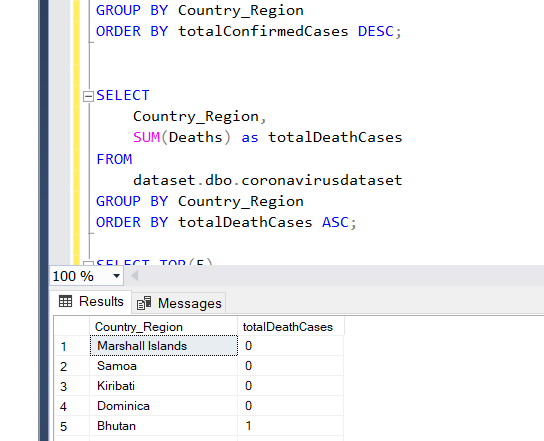 GROUP BY Country_Region
ORDER BY totalConfirmedCases DESC;
SELECT
Country_Region,
SUM(Deaths) as totalDeathCases
FROM
dataset.dbo.coronavirusdataset
GROUP BY Country_Region
ORDER BY totalDeathCases ASC;
SELECT TOP(5)
100 %
Results Messages
Country_Region totalDeathCases
1 Marshall Islands 0
2 Samoa 0
3 Kiribati 0
4 Dominica 0
5 Bhutan 1